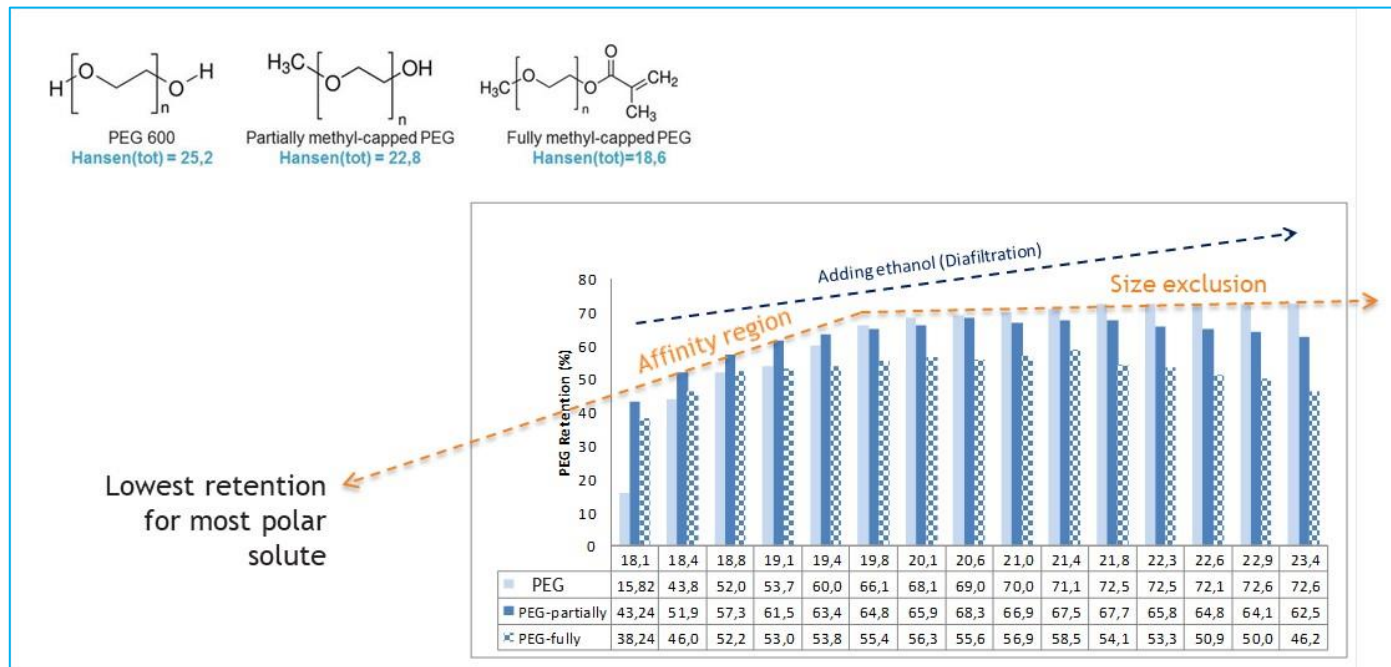 H
O
O
H
n
PEG 600
Hansen(tot) = 25,2
H₃C
O
OH
n
Partially methyl-capped PEG
Hansen(tot) = 22,8
H₃C
O
n
O
O
CH₂
CH₃
Fully methyl-capped PEG
Hansen(tot)=18,6
Adding ethanol (Diafiltration)
Size exclusion
Affinity region
Lowest retention
for most polar
solute
PEG Retention (%)
80
70
60
50
40
30
20
10
0
18,1 18,4 18,8 19,1 19,4 19,8 20,1 20,6 21,0 21,4 21,8 22,3 22,6 22,9 23,4
PEG 15,82 43,8 52,0 53,7 60,0 66,1 68,1 69,0 70,0 71,1 72,5 72,5 72,1 72,6 72,6
PEG-partially 43,24 51,9 57,3 61,5 63,4 64,8 65,9 68,3 66,9 67,5 67,7 65,8 64,8 64,1 62,5
PEG-fully 38,24 46,0 52,2 53,0 53,8 55,4 56,3 55,6 56,9 58,5 54,1 53,3 50,9 50,0 46,2